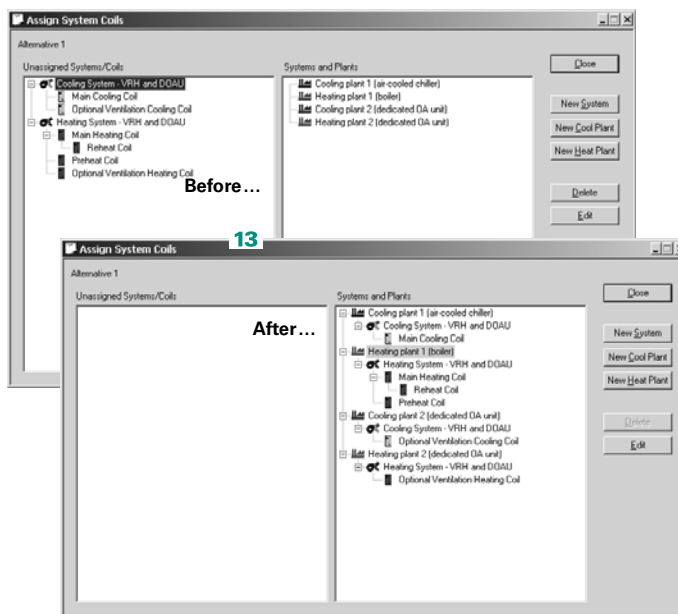 Assign System Coils
Alternative 1
Unassigned Systems/Coils
Cooling System - VRH and DOAU
Main Cooling Coil
Optional Ventilation Cooling Coil
Heating System - VRH and DOAU
Main Heating Coil
Reheat Coil
Preheat Coil
Optional Ventilation Heating Coil
Before...
Systems and Plants
Cooling plant 1 (air-cooled chiller)
Heating plant 1 (boiler)
Cooling plant 2 (dedicated OA unit)
Heating plant 2 (dedicated OA unit)
Close
New System
New Cool Plant
New Heat Plant
Delete
Edit
13
Assign System Coils
Alternative 1
Unassigned Systems/Coils
After...
Systems and Plants
Cooling plant 1 (air-cooled chiller)
Cooling System - VRH and DOAU
Main Cooling Coil
Heating plant 1 (boiler)
Heating System - VRH and DOAU
Main Heating Coil
Reheat Coil
Preheat Coil
Cooling plant 2 (dedicated OA unit)
Cooling System - VRH and DOAU
Optional Ventilation Cooling Coil
Heating plant 2 (dedicated OA unit)
Heating System - VRH and DOAU
Optional Ventilation Heating Coil
Close
New System
New Cool Plant
New Heat Plant
Delete
Edit